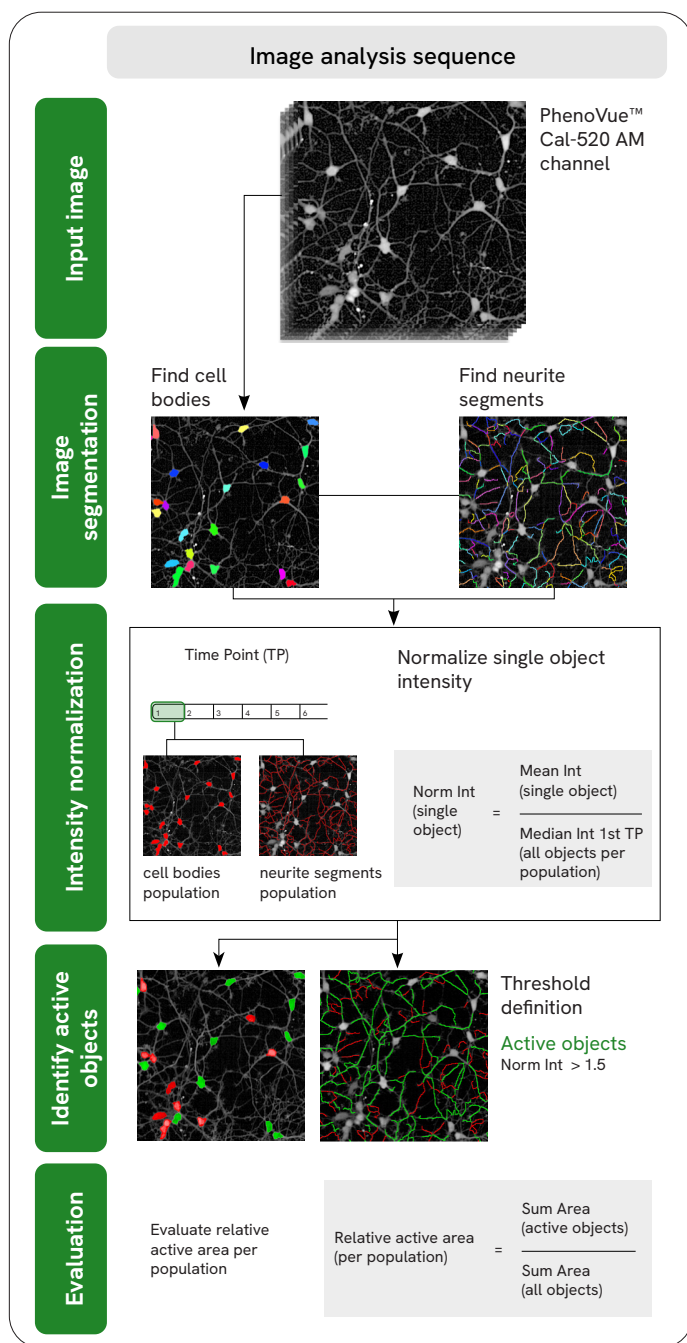 Image analysis sequence
Input image
PhenoVue™
Cal-520 AM
channel
Image
segmentation
Find cell
bodies
Find neurite
segments
Intensity normalization
Time Point (TP)
1 2 3 4 5 6
cell bodies
population
neurite segments
population
Normalize single object
intensity
Norm Int
(single
object)
=
Mean Int
(single object)
Median Int 1st TP
(all objects per
population)
Identify active
objects
Threshold
definition
Active objects
Norm Int > 1.5
Evaluation
Evaluate relative
active area per
population
Relative active area
(per population)
=
Sum Area
(active objects)
Sum Area
(all objects)